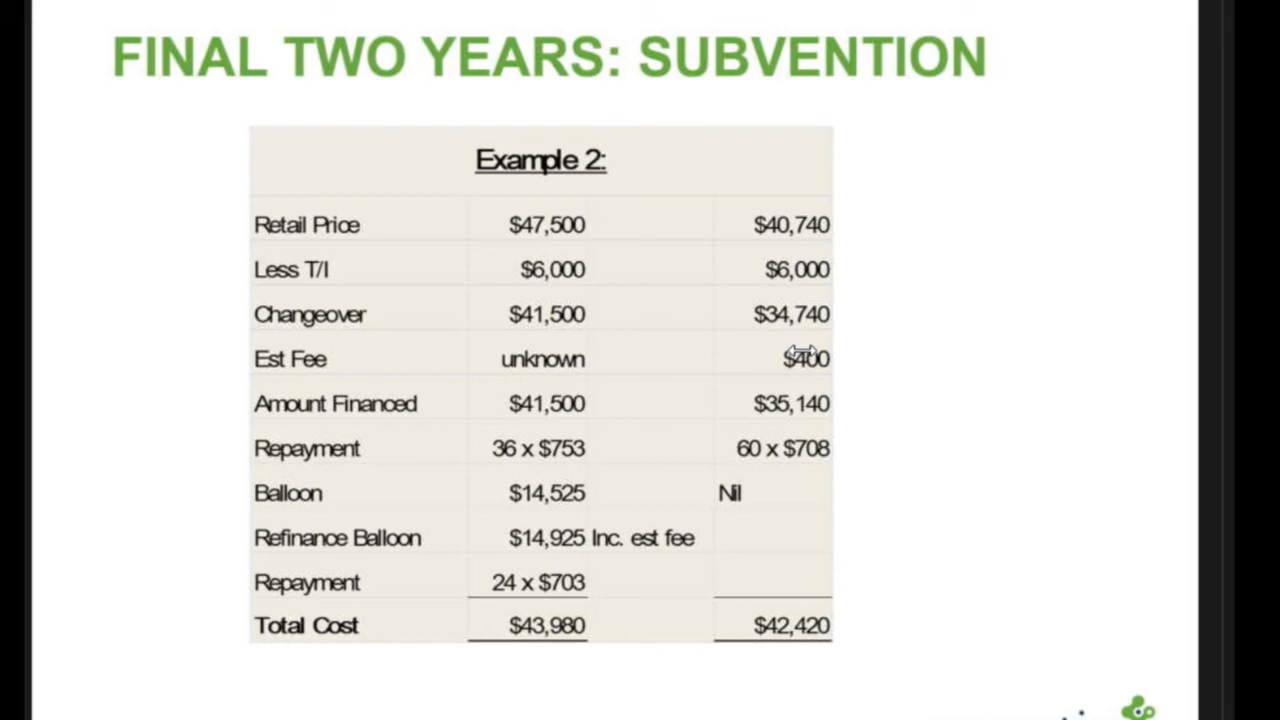 FINAL TWO YEARS: SUBVENTION
Example 2:
Retail Price $47,500 $40,740
Less T/I $6,000 $6,000
Changeover $41,500 $34,740
Est Fee unknown $400
Amount Financed $41,500 $35,140
Repayment 36 x $753 60 x $708
Balloon $14,525 Nil
Refinance Balloon $14,925 Inc. est fee
Repayment 24 x $703
Total Cost $43,980 $42,420